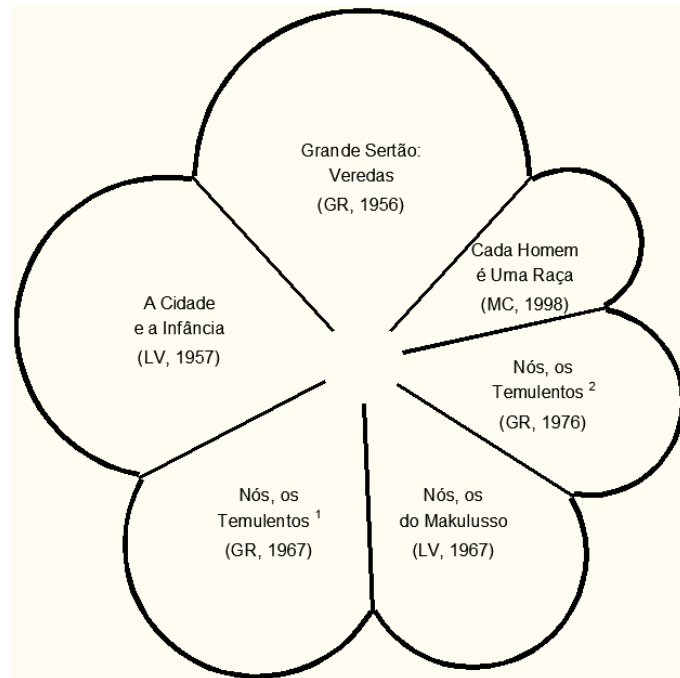 Grande Sertão:
Veredas
(GR, 1956)
Cada Homem
é Uma Raça
(MC, 1998)
A Cidade
e a Infância
(LV, 1957)
Nós, os
Temulentos ²
(GR, 1976)
Nós, os
Temulentos ¹
(GR, 1967)
Nós, os
do Makulusso
(LV, 1967)